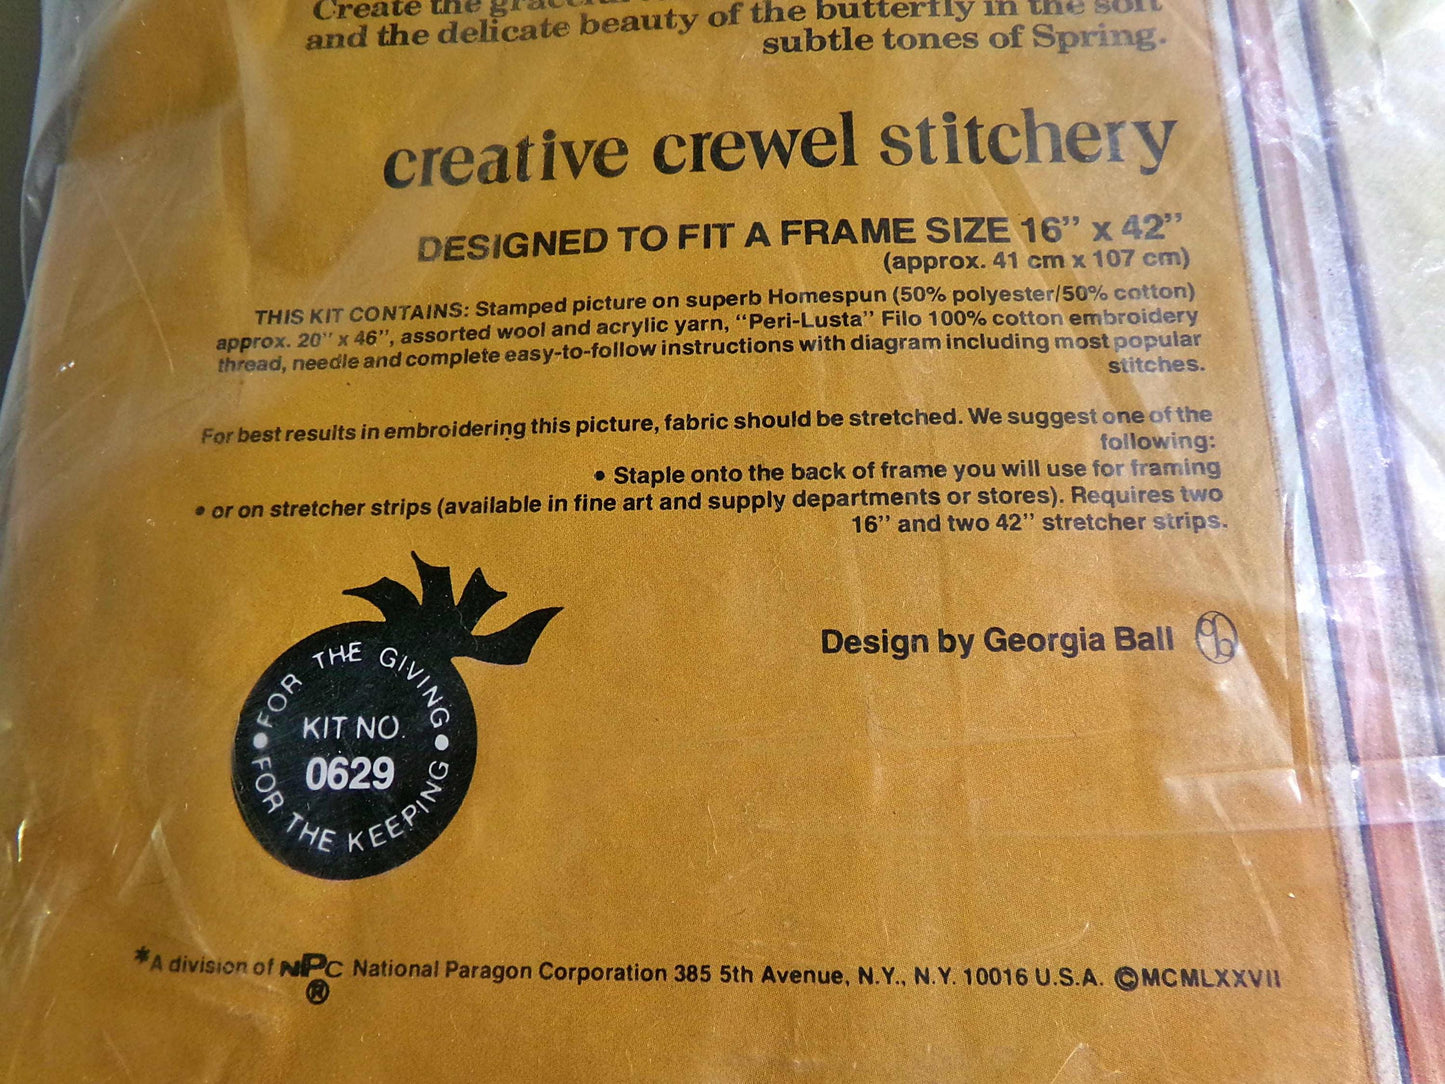 Create the graceful
and the delicate beauty of the butterfly in the soft
subtle tones of Spring.
creative crewel stitchery
DESIGNED TO FIT A FRAME SIZE 16” x 42”
(approx. 41 cm x 107 cm)
THIS KIT CONTAINS: Stamped picture on superb Homespun (50% polyester/50% cotton)
approx. 20” x 46”, assorted wool and acrylic yarn, “Peri-Lusta” Filo 100% cotton embroidery
thread, needle and complete easy-to-follow instructions with diagram including most popular
stitches.
For best results in embroidering this picture, fabric should be stretched. We suggest one of the
following:
• Staple onto the back of frame you will use for framing
• or on stretcher strips (available in fine art and supply departments or stores). Requires two
16” and two 42” stretcher strips.
Design by Georgia Ball gb
FOR THE GIVING
KIT NO.
0629
FOR THE KEEPING
*A division of NPC National Paragon Corporation 385 5th Avenue, N.Y., N.Y. 10016 U.S.A. ©MCMLXXVII
®